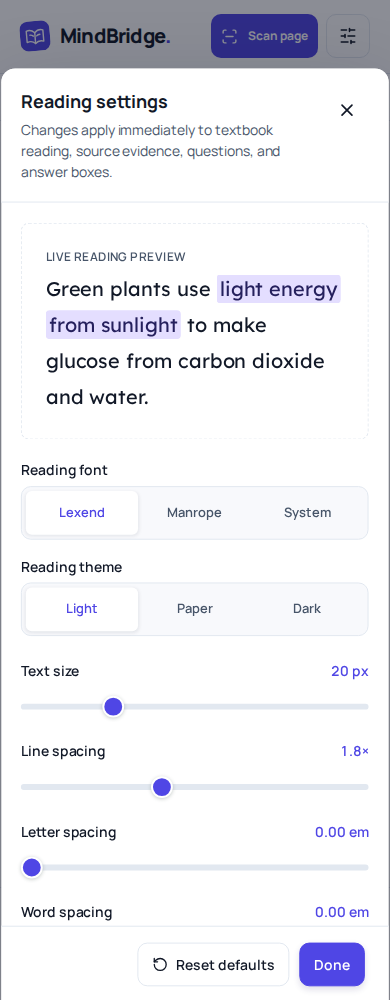 MindBridge.
Scan page
Reading settings
Changes apply immediately to textbook
reading, source evidence, questions, and
answer boxes.
LIVE READING PREVIEW
Green plants use light energy
from sunlight to make
glucose from carbon dioxide
and water.
Reading font
Lexend Manrope System
Reading theme
Light Paper Dark
Text size 20 px
Line spacing 1.8×
Letter spacing 0.00 em
Word spacing 0.00 em
Reset defaults Done